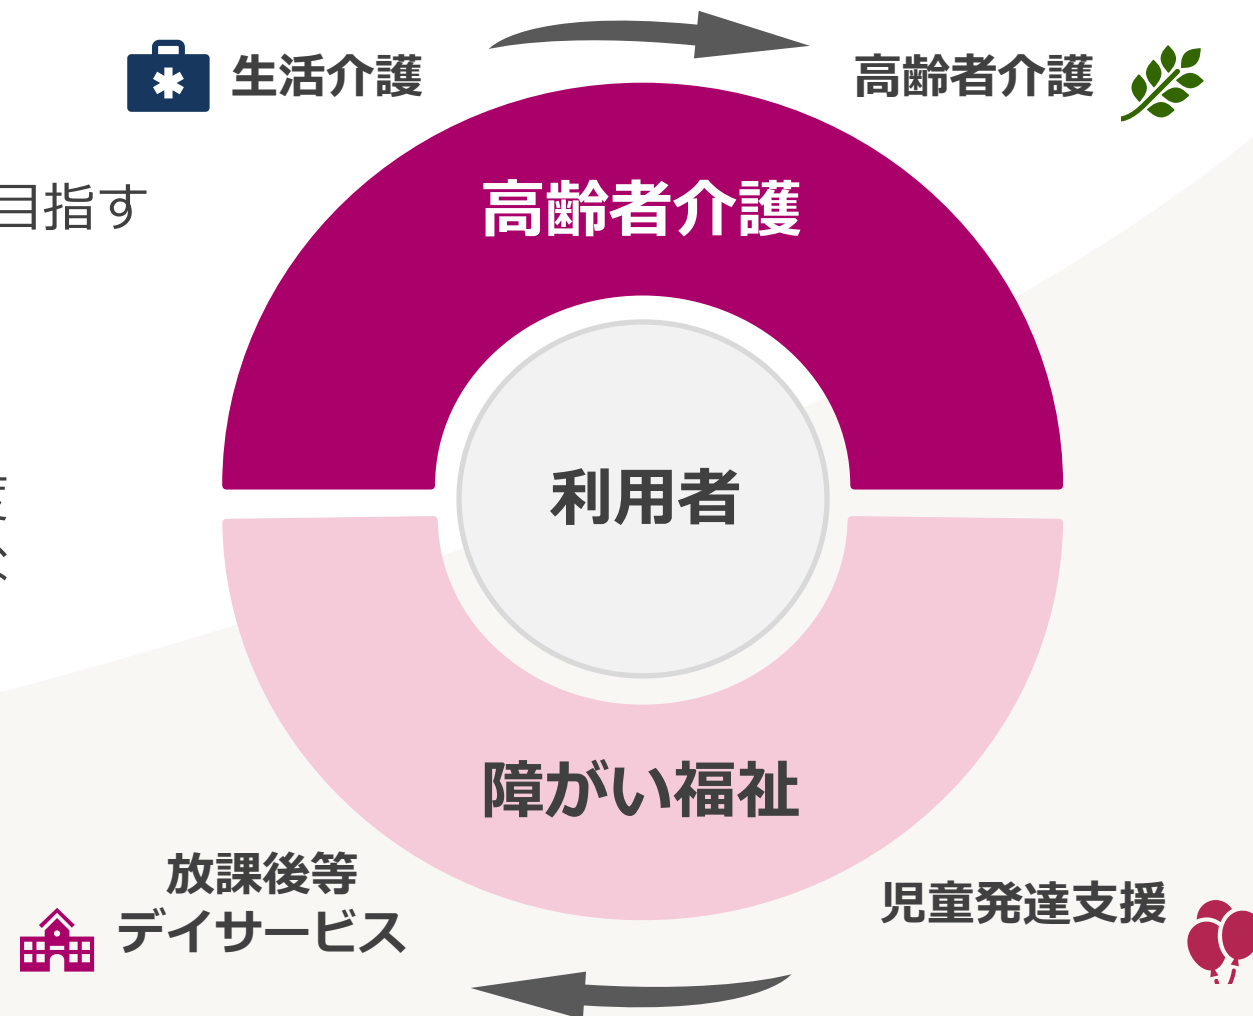 生活介護
高齢者介護
目指す
高齢者介護
利用者
障がい福祉
放課後等
デイサービス
児童発達支援